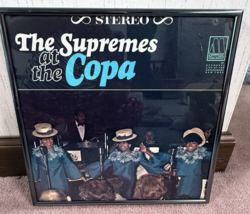 STEREO
The Supremes
at
the Copa